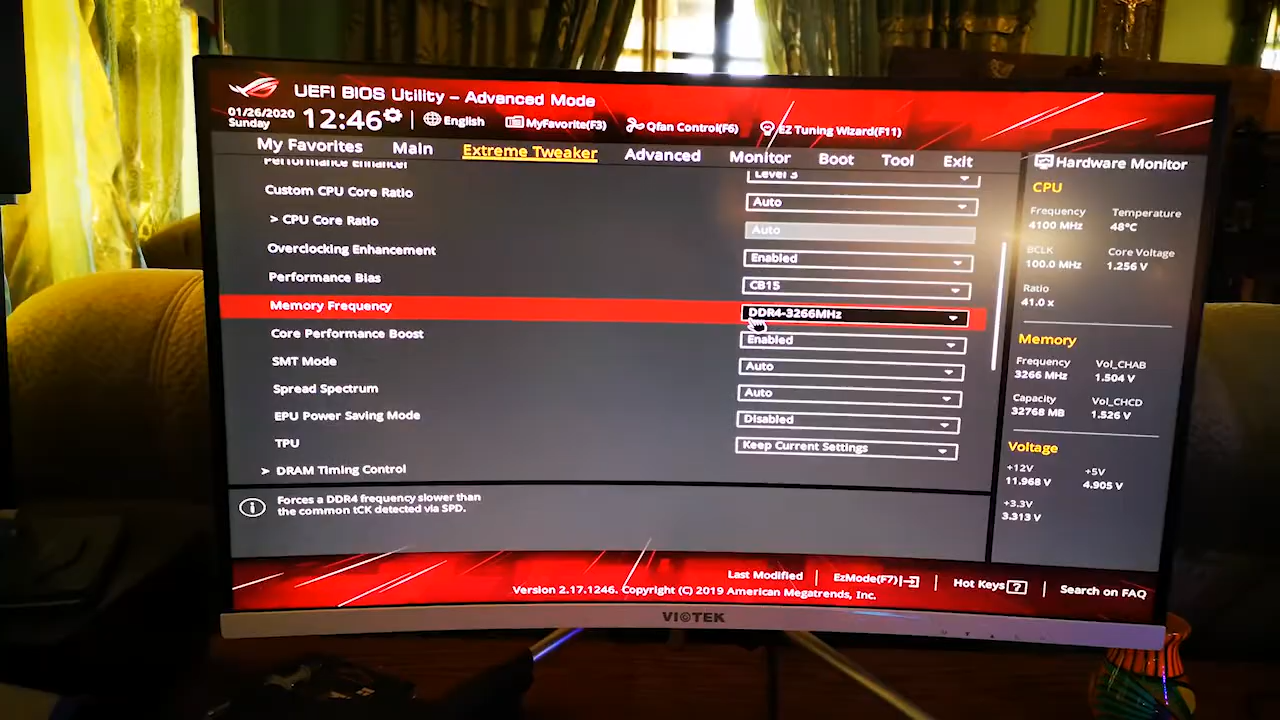 UEFI BIOS Utility – Advanced Mode
01/26/2020
Sunday
12:46
English
MyFavorite(F3)
Qfan Control(F6)
EZ Tuning Wizard(F11)
My Favorites Main Extreme Tweaker Advanced Monitor Boot Tool Exit
Performance Enhancer Level 3
Custom CPU Core Ratio Auto
> CPU Core Ratio Auto
Overclocking Enhancement Enabled
Performance Bias CB15
Memory Frequency DDR4-3266MHz
Core Performance Boost Enabled
SMT Mode Auto
Spread Spectrum Auto
EPU Power Saving Mode Disabled
TPU Keep Current Settings
> DRAM Timing Control
Forces a DDR4 frequency slower than
the common tCK detected via SPD.
Hardware Monitor
CPU
Frequency Temperature
4100 MHz 48°C
BCLK Core Voltage
100.0 MHz 1.256 V
Ratio
41.0 x
Memory
Frequency Vol_CHAB
3266 MHz 1.504 V
Capacity Vol_CHCD
32768 MB 1.526 V
Voltage
+12V +5V
11.968 V 4.905 V
+3.3V
3.313 V
Last Modified
EzMode(F7)
Hot Keys ?
Search on FAQ
Version 2.17.1246. Copyright (C) 2019 American Megatrends, Inc.
VIOTEK